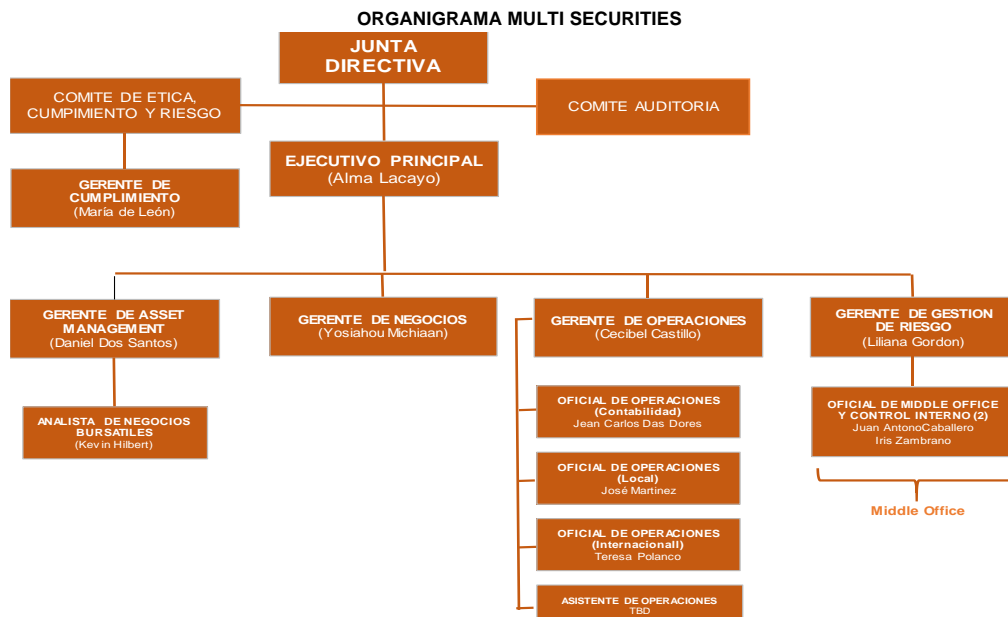 ORGANIGRAMA MULTI SECURITIES
JUNTA
DIRECTIVA
COMITE DE ETICA,
CUMPIMIENTO Y RIESGO
COMITE AUDITORIA
EJECUTIVO PRINCIPAL
(Alma Lacayo)
GERENTE DE
CUMPLIMIENTO
(María de León)
GERENTE DE ASSET
MANAGEMENT
(Daniel Dos Santos)
GERENTE DE NEGOCIOS
(Yosiahou Michiaan)
GERENTE DE OPERACIONES
(Cecibel Castillo)
GERENTE DE GESTION
DE RIESGO
(Liliana Gordon)
ANALISTA DE NEGOCIOS
BURSATILES
(Kevin Hilbert)
OFICIAL DE OPERACIONES
(Contabilidad)
Jean Carlos Das Dores
OFICIAL DE MIDDLE OFFICE
Y CONTROL INTERNO (2)
Juan AntonoCaballero
Iris Zambrano
OFICIAL DE OPERACIONES
(Local)
José Martinez
Middle Office
OFICIAL DE OPERACIONES
(Internacionall)
Teresa Polanco
ASISTENTE DE OPERACIONES
TBD